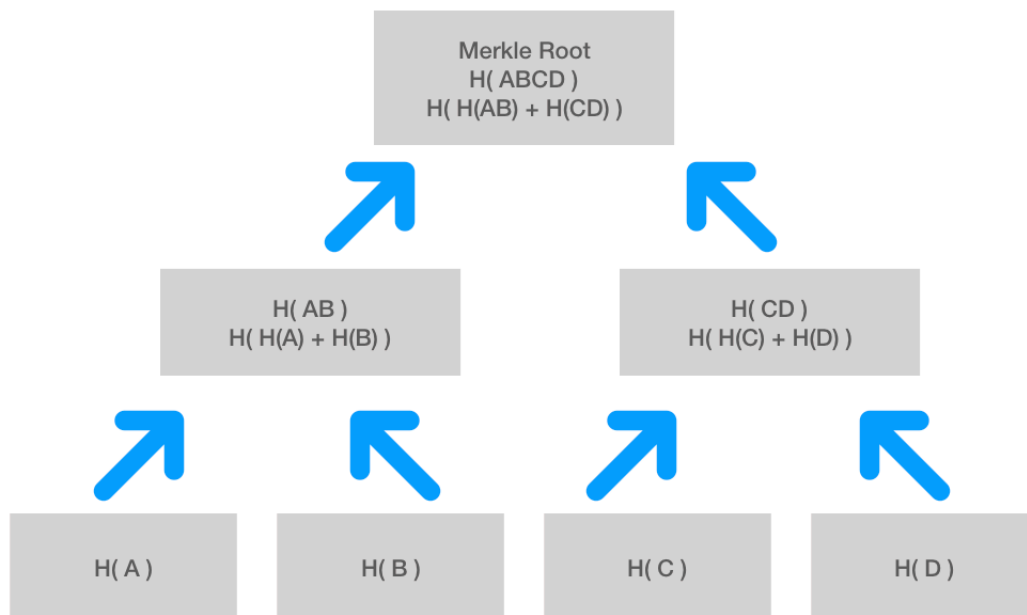 Merkle Root
H( ABCD )
H( H(AB) + H(CD) )
H( AB )
H( H(A) + H(B) )
H( CD )
H( H(C) + H(D) )
H( A )
H( B )
H( C )
H( D )